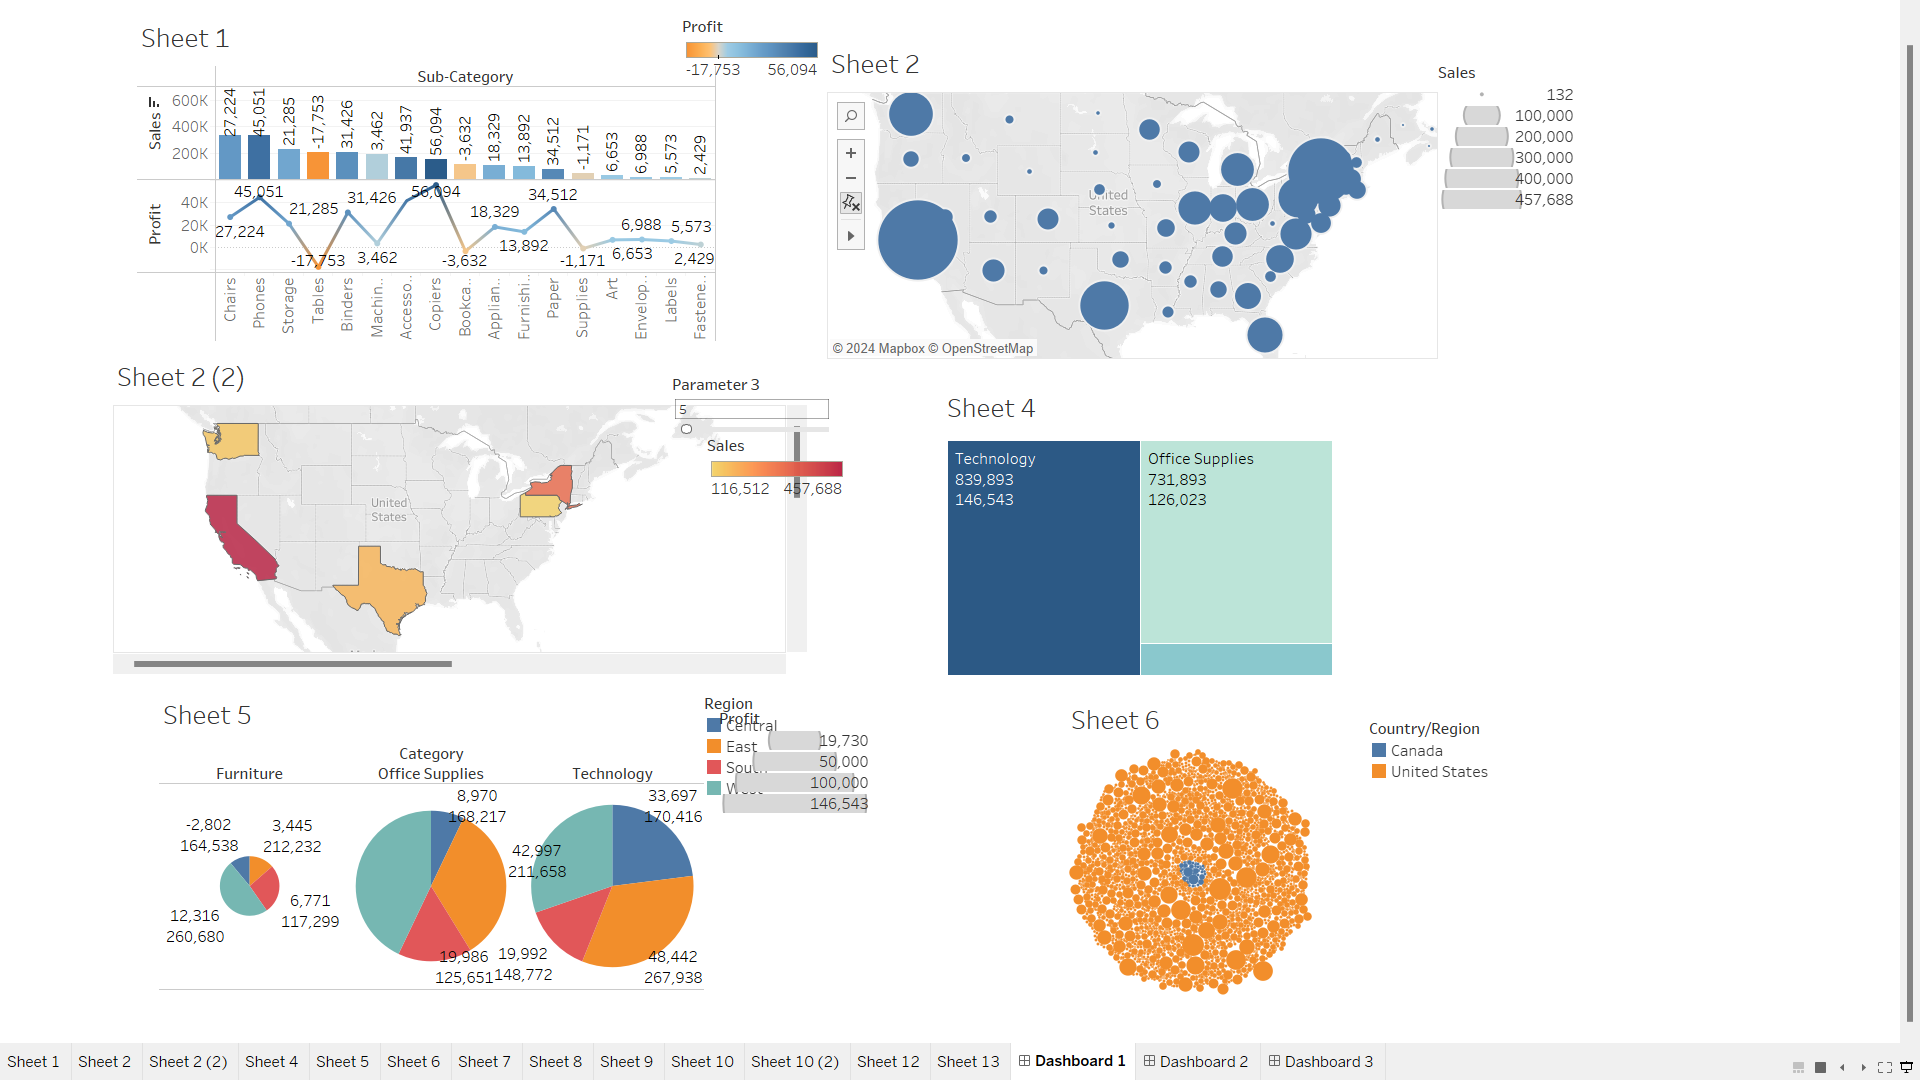 Sheet 1
Profit
-17,753 56,094
Sub-Category
Sales
600K
400K
200K
27,224 45,051 21,285 -17,753 31,426 3,462 41,937 56,094 -3,632 18,329 13,892 34,512 -1,171 6,653 6,988 5,573 2,429
Profit
40K
20K
0K
27,224 45,051 21,285 -17,753 31,426 3,462 56,094 -3,632 18,329 13,892 34,512 -1,171 6,653 6,988 5,573 2,429
Chairs Phones Storage Tables Binders Machin.. Accesso.. Copiers Bookca.. Applian.. Furnishi.. Paper Supplies Art Envelop.. Labels Fastene..
Sheet 2
United
States
© 2024 Mapbox © OpenStreetMap
Sales
132
100,000
200,000
300,000
400,000
457,688
Sheet 2 (2)
United
States
Parameter 3
5
Sales
116,512 457,688
Sheet 4
Technology
839,893
146,543
Office Supplies
731,893
126,023
Sheet 5
Category
Furniture Office Supplies Technology
-2,802
164,538
3,445
212,232
6,771
117,299
12,316
260,680
8,970
168,217
19,986
125,651
42,997
211,658
33,697
170,416
19,992
148,772
48,442
267,938
Region
Central
East
South
West
Profit
19,730
50,000
100,000
146,543
Sheet 6
Country/Region
Canada
United States
Sheet 1 Sheet 2 Sheet 2 (2) Sheet 4 Sheet 5 Sheet 6 Sheet 7 Sheet 8 Sheet 9 Sheet 10 Sheet 10 (2) Sheet 12 Sheet 13 Dashboard 1 Dashboard 2 Dashboard 3